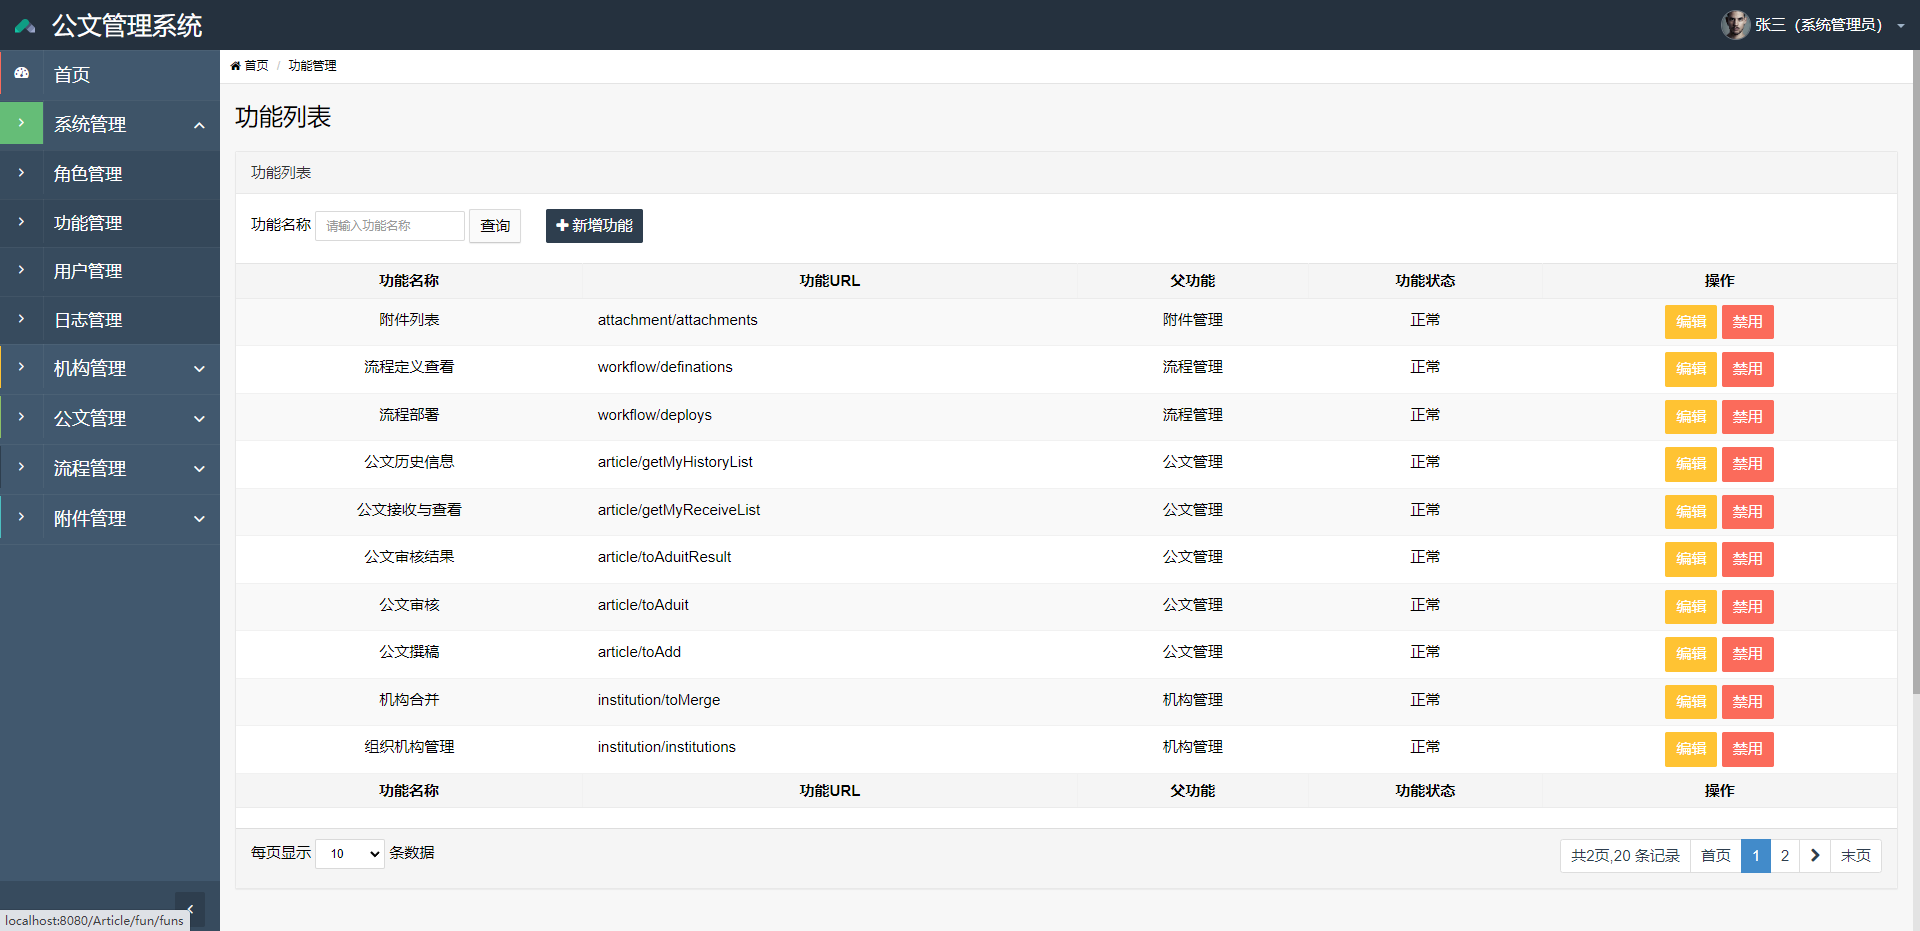 公文管理系统
张三（系统管理员）
首页
系统管理
角色管理
功能管理
用户管理
日志管理
机构管理
公文管理
流程管理
附件管理
首页 / 功能管理
功能列表
功能列表
功能名称 请输入功能名称 查询 新增功能
功能名称 功能URL 父功能 功能状态 操作
附件列表 attachment/attachments 附件管理 正常 编辑 禁用
流程定义查看 workflow/definations 流程管理 正常 编辑 禁用
流程部署 workflow/deploys 流程管理 正常 编辑 禁用
公文历史信息 article/getMyHistoryList 公文管理 正常 编辑 禁用
公文接收与查看 article/getMyReceiveList 公文管理 正常 编辑 禁用
公文审核结果 article/toAduitResult 公文管理 正常 编辑 禁用
公文审核 article/toAduit 公文管理 正常 编辑 禁用
公文撰稿 article/toAdd 公文管理 正常 编辑 禁用
机构合并 institution/toMerge 机构管理 正常 编辑 禁用
组织机构管理 institution/institutions 机构管理 正常 编辑 禁用
功能名称 功能URL 父功能 功能状态 操作
每页显示 10 条数据
共2页,20 条记录 首页 1 2 末页
localhost:8080/Article/fun/funs